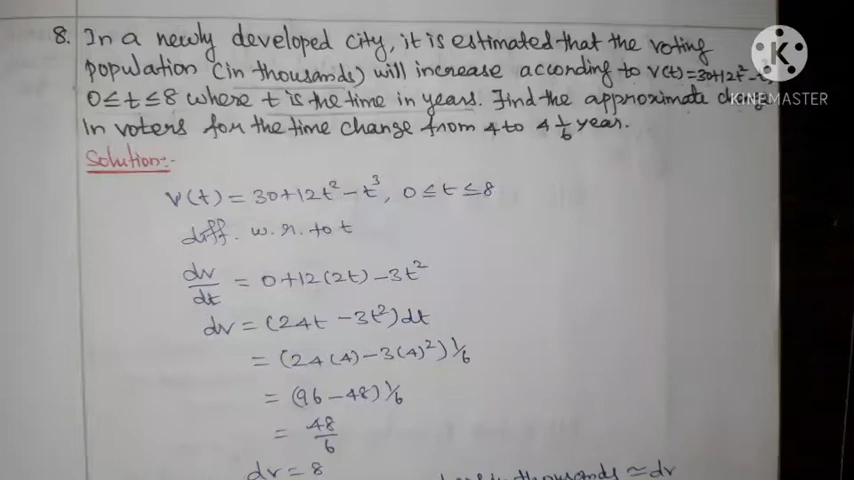 8. In a newly developed city, it is estimated that the voting
population (in thousands) will increase according to V(t)=30+12t²-t
0≤t≤8 where t is the time in years. Find the approximate change
in voters for the time change from 4 to 4 1/6 year.
Solution:-
V(t) = 30+12t²-t³, 0≤t≤8
diff. w.r. to t
dv/dt = 0+12(2t)-3t²
dv = (24t-3t²)dt
= (24(4)-3(4)²) 1/6
= (96-48) 1/6
= 48/6
dv = 8
in thousands ≃ dv
K
KINEMASTER